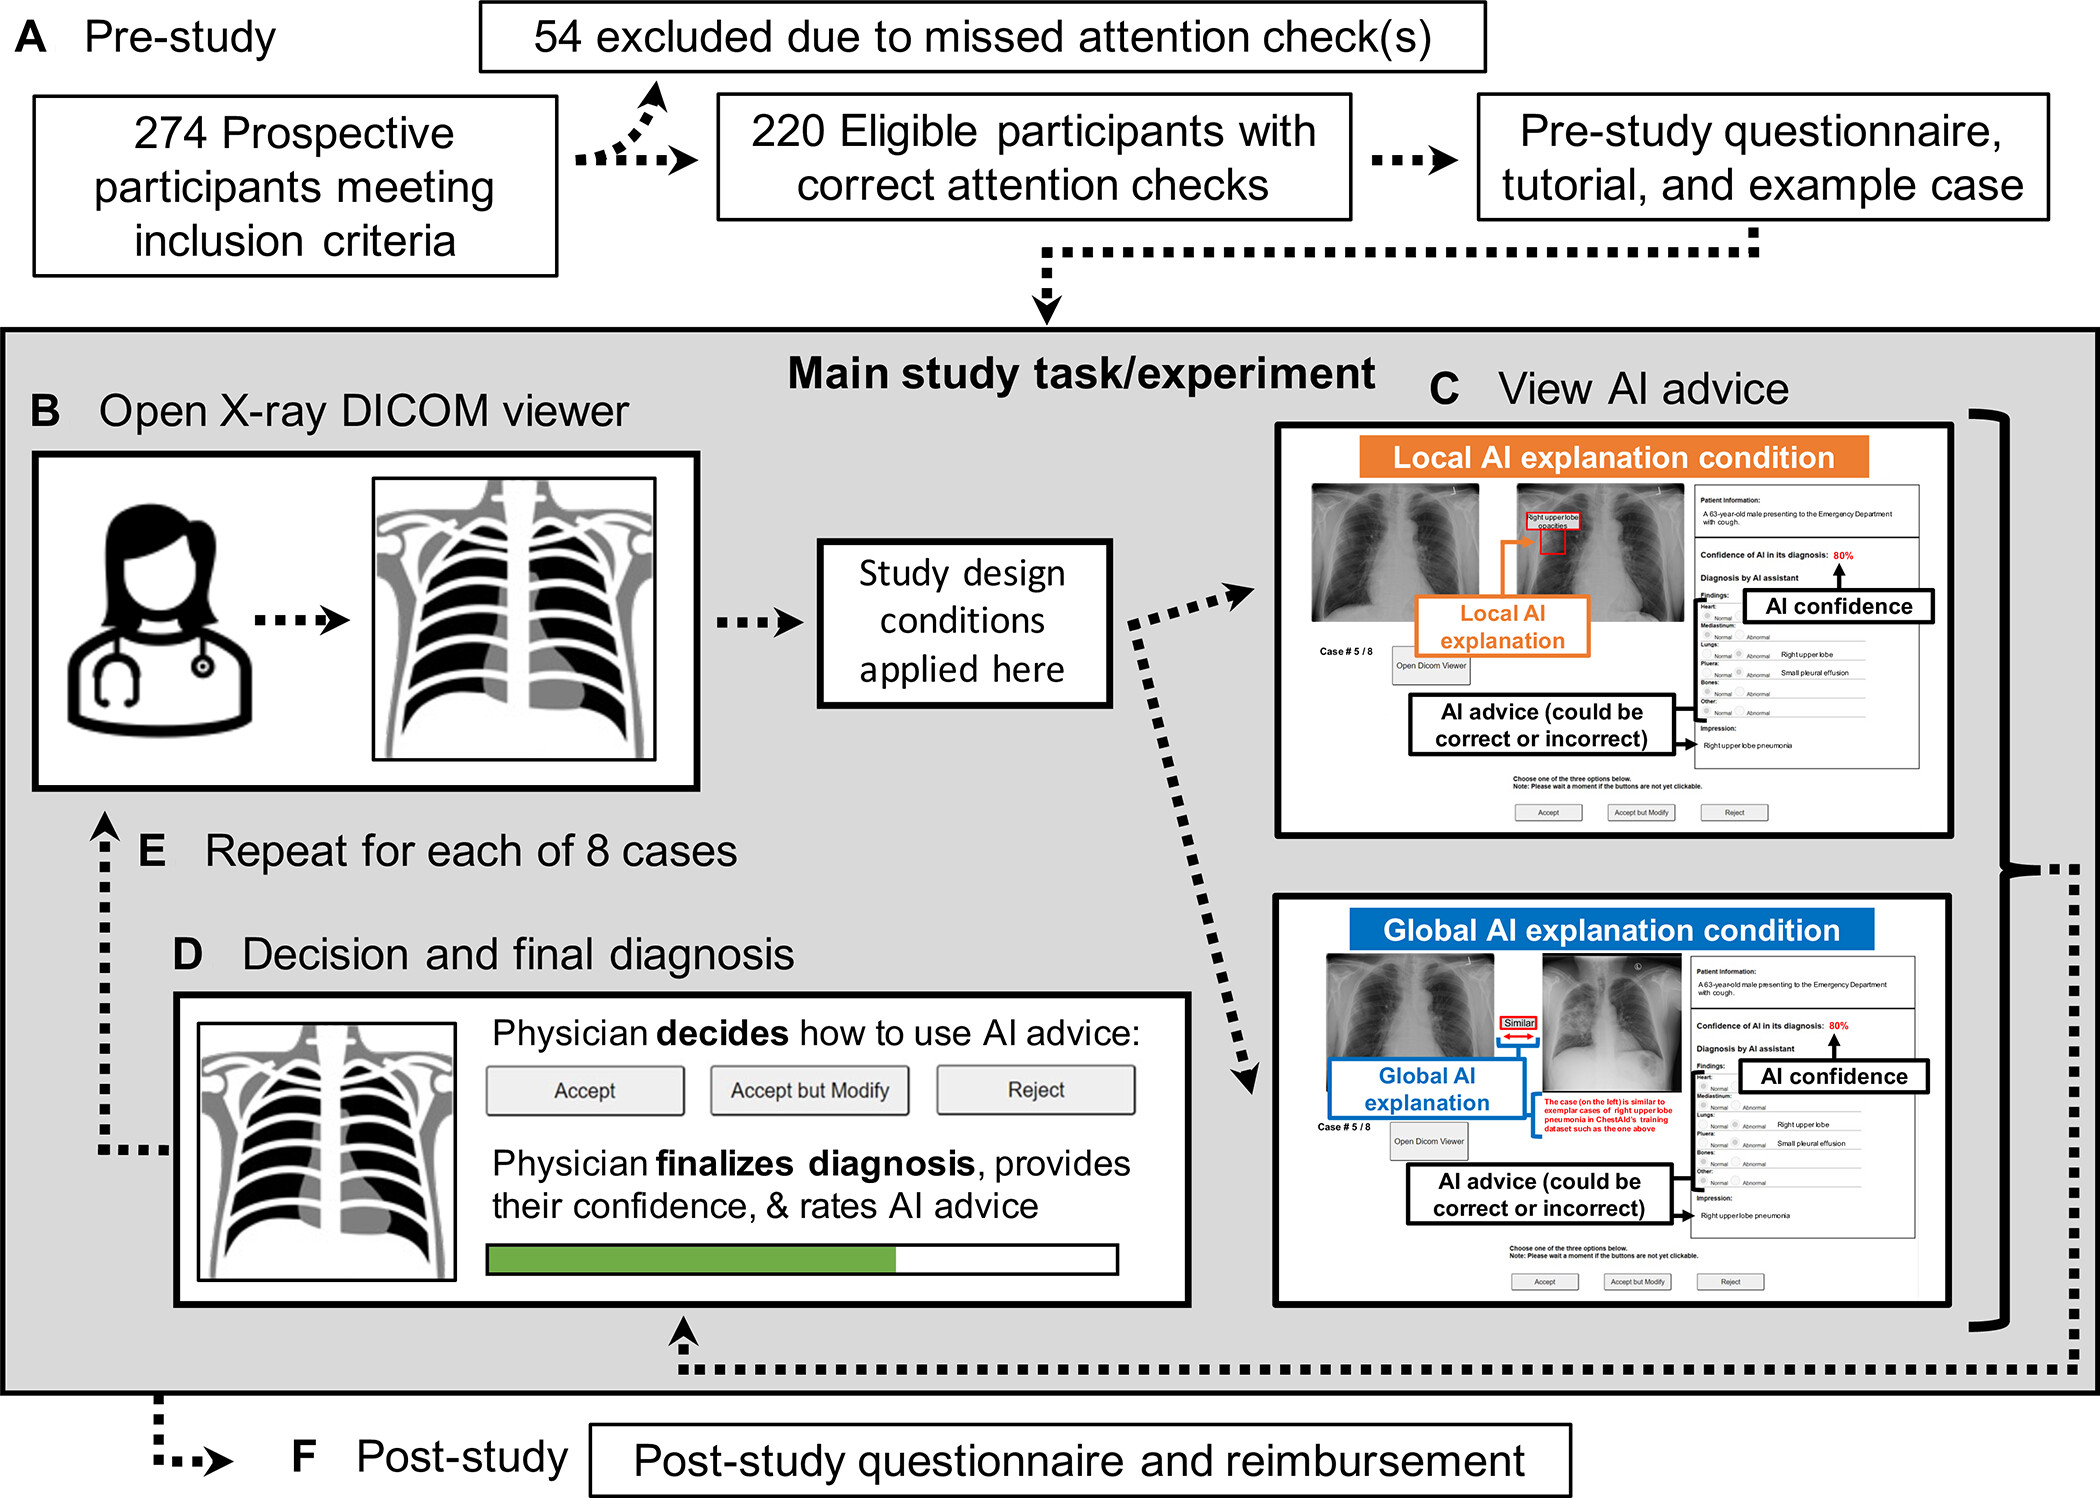 A Pre-study
54 excluded due to missed attention check(s)
274 Prospective
participants meeting
inclusion criteria
220 Eligible participants with
correct attention checks
Pre-study questionnaire,
tutorial, and example case
Main study task/experiment
B Open X-ray DICOM viewer
Study design
conditions
applied here
C View AI advice
Local AI explanation condition
Right upper lobe
opacities
Local AI
explanation
Case # 5 / 8
Open Dicom Viewer
Patient Information:
A 63-year-old male presenting to the Emergency Department
with cough.
Confidence of AI in its diagnosis: 80%
AI confidence
Diagnosis by AI assistant
Findings:
Heart:
Normal
Mediastinum:
Normal Abnormal
Lungs:
Normal Abnormal Right upper lobe
Pluera:
Normal Abnormal Small pleural effusion
Bones:
Normal Abnormal
Other:
Normal Abnormal
Impression:
Right upper lobe pneumonia
AI advice (could be
correct or incorrect)
Choose one of the three options below.
Note: Please wait a moment if the buttons are not yet clickable.
Accept
Accept but Modify
Reject
Global AI explanation condition
L
Similar
Global AI
explanation
The case (on the left) is similar to
exemplar cases of right upper lobe
pneumonia in ChestAId's training
dataset such as the one above
Case # 5 / 8
Open Dicom Viewer
Patient Information:
A 63-year-old male presenting to the Emergency Department
with cough.
Confidence of AI in its diagnosis: 80%
AI confidence
Diagnosis by AI assistant
Findings:
Heart:
Normal
Mediastinum:
Normal Abnormal
Lungs:
Normal Abnormal Right upper lobe
Pluera:
Normal Abnormal Small pleural effusion
Bones:
Normal Abnormal
Other:
Normal Abnormal
Impression:
Right upper lobe pneumonia
AI advice (could be
correct or incorrect)
Choose one of the three options below.
Note: Please wait a moment if the buttons are not yet clickable.
Accept
Accept but Modify
Reject
E Repeat for each of 8 cases
D Decision and final diagnosis
Physician decides how to use AI advice:
Accept
Accept but Modify
Reject
Physician finalizes diagnosis, provides
their confidence, & rates AI advice
F Post-study
Post-study questionnaire and reimbursement